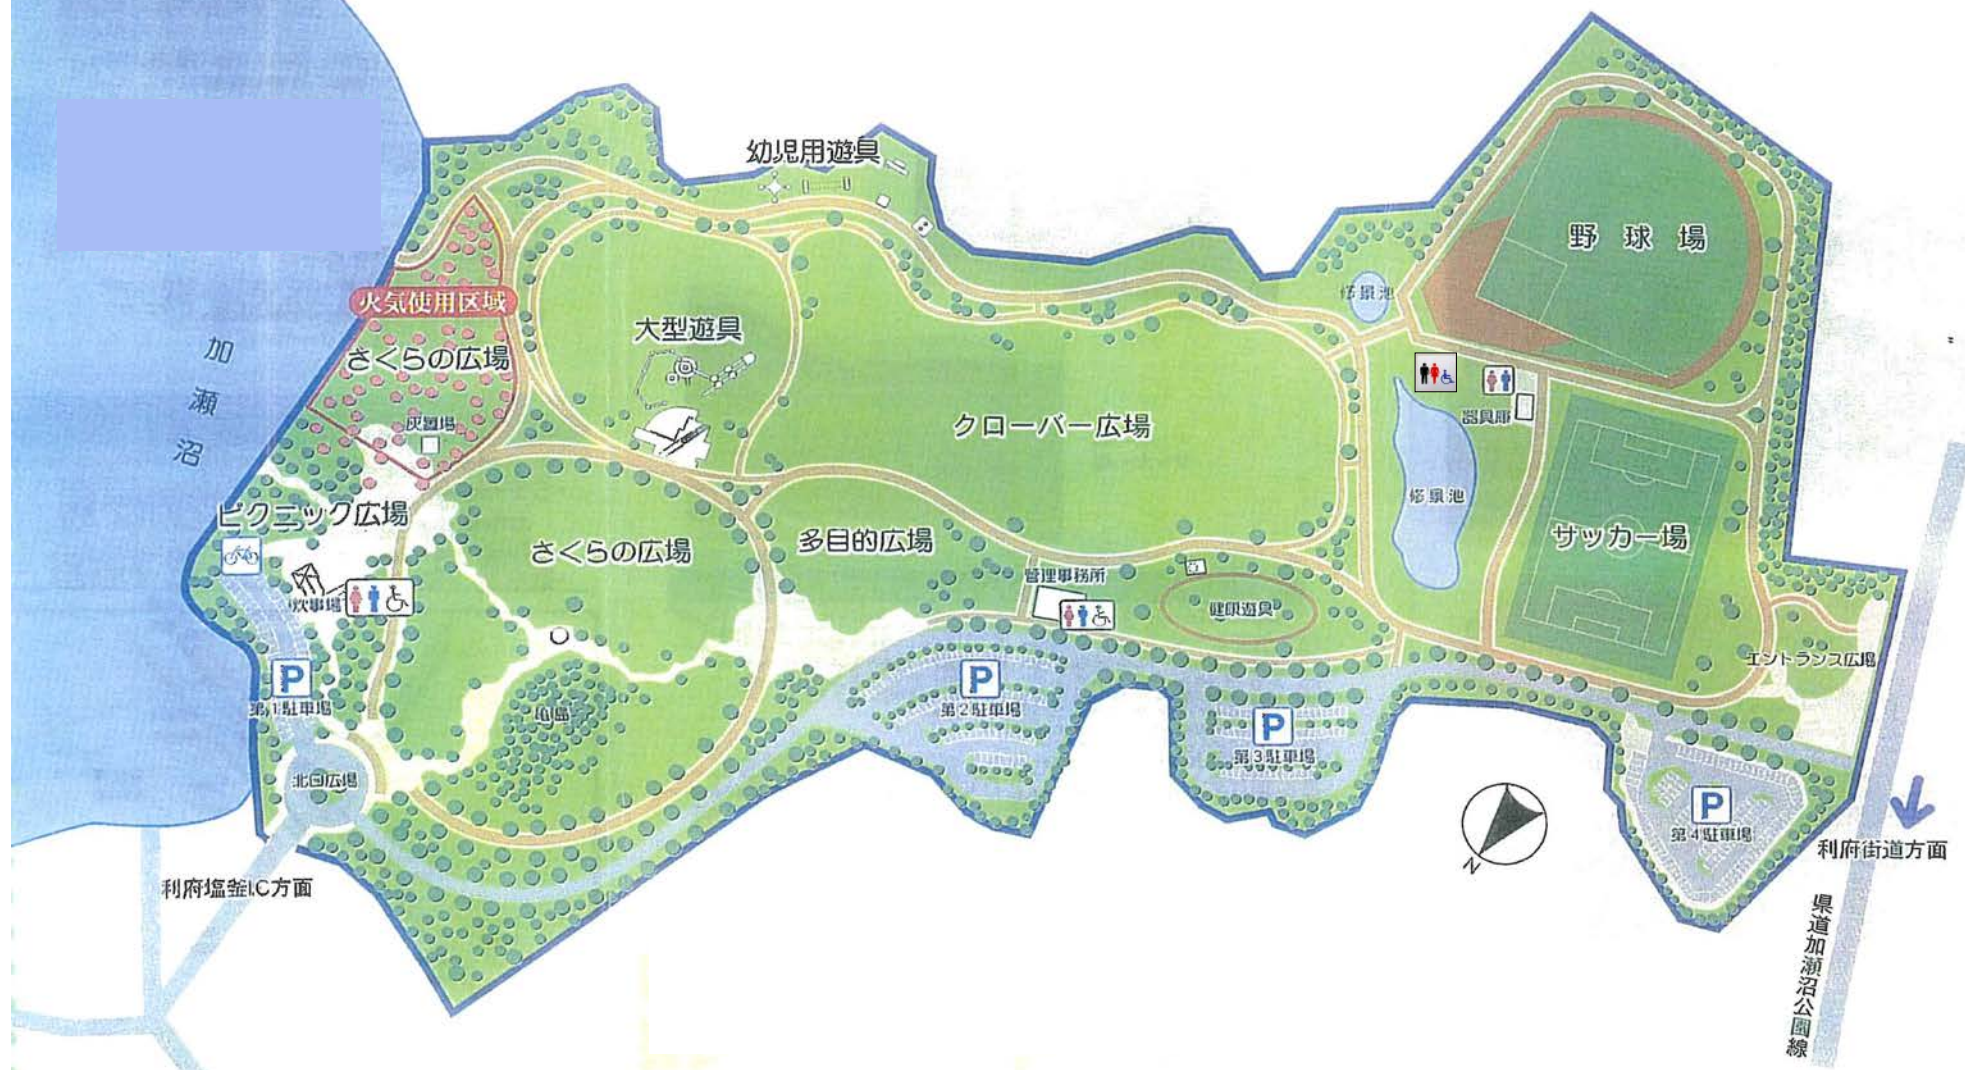 幼児用遊具
野球場
修景池
火気使用区域
大型遊具
加瀬沼
さくらの広場
クローバー広場
器具庫
灰置場
修景池
ピクニック広場
さくらの広場
多目的広場
サッカー場
管理事務所
炊事場
健康遊具
エントランス広場
P
第1駐車場
亀島
P
第2駐車場
P
第3駐車場
北口広場
P
第4駐車場
利府街道方面
N
利府塩釜I.C方面
県道加瀬沼公園線